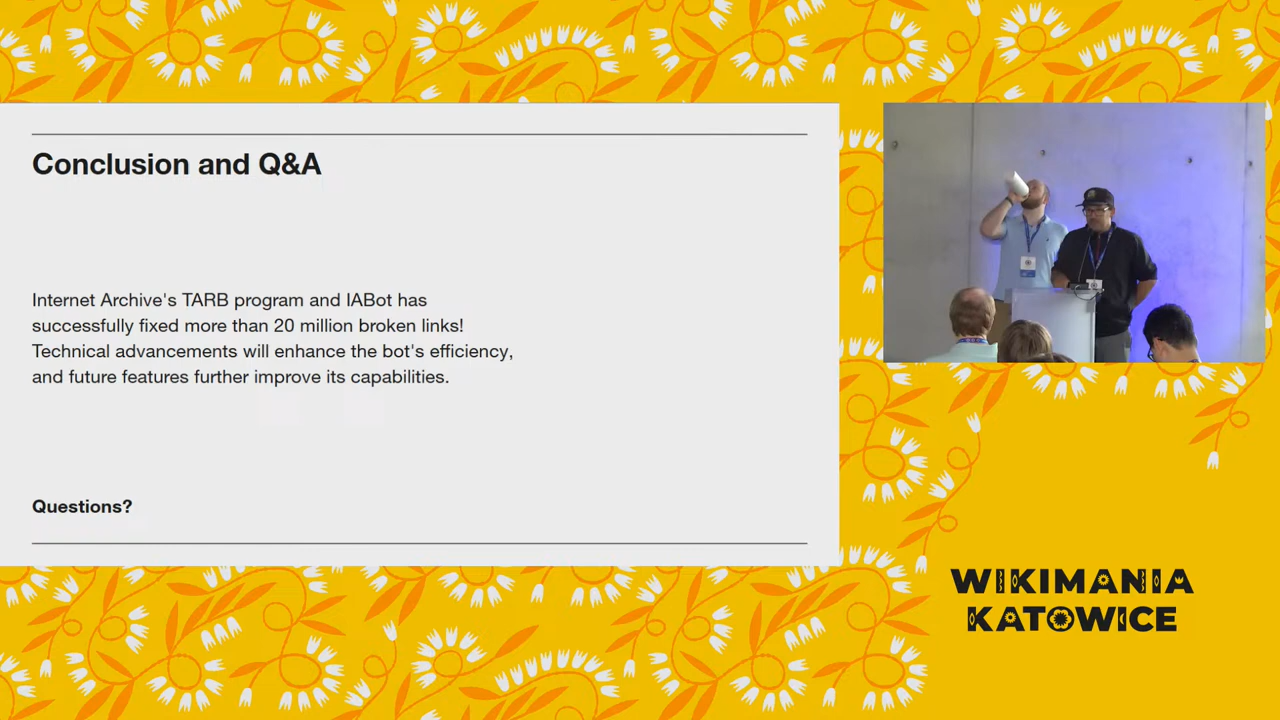 Conclusion and Q&A
Internet Archive's TARB program and IABot has
successfully fixed more than 20 million broken links!
Technical advancements will enhance the bot's efficiency,
and future features further improve its capabilities.
Questions?
WIKIMANIA
KATOWICE